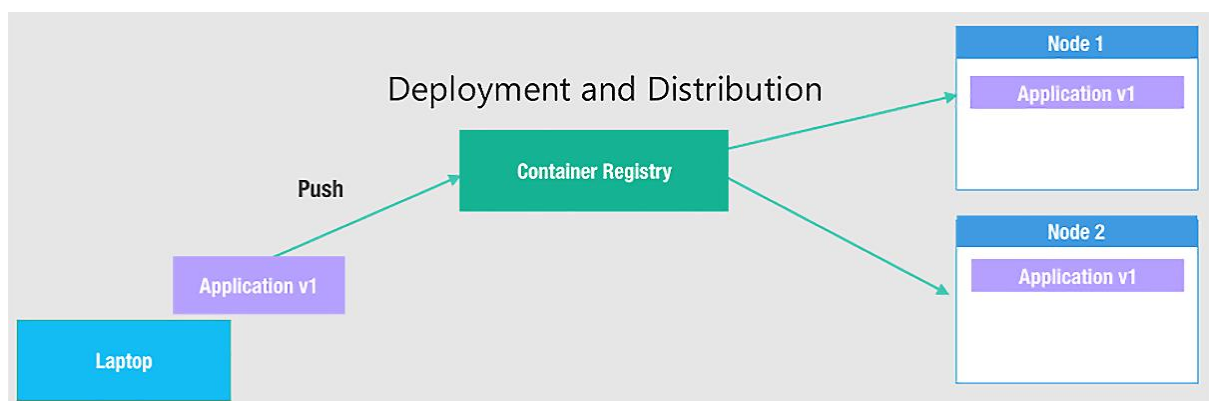 Deployment and Distribution
Push
Application v1
Laptop
Container Registry
Node 1
Application v1
Node 2
Application v1